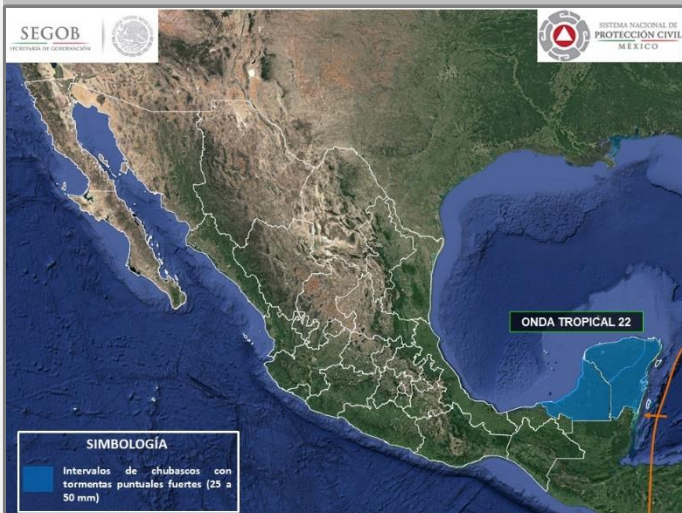 SEGOB
SECRETARÍA DE GOBERNACIÓN
SISTEMA NACIONAL DE
PROTECCIÓN CIVIL
MÉXICO
ONDA TROPICAL 22
SIMBOLOGÍA
Intervalos de chubascos con
tormentas puntuales fuertes (25 a
50 mm)